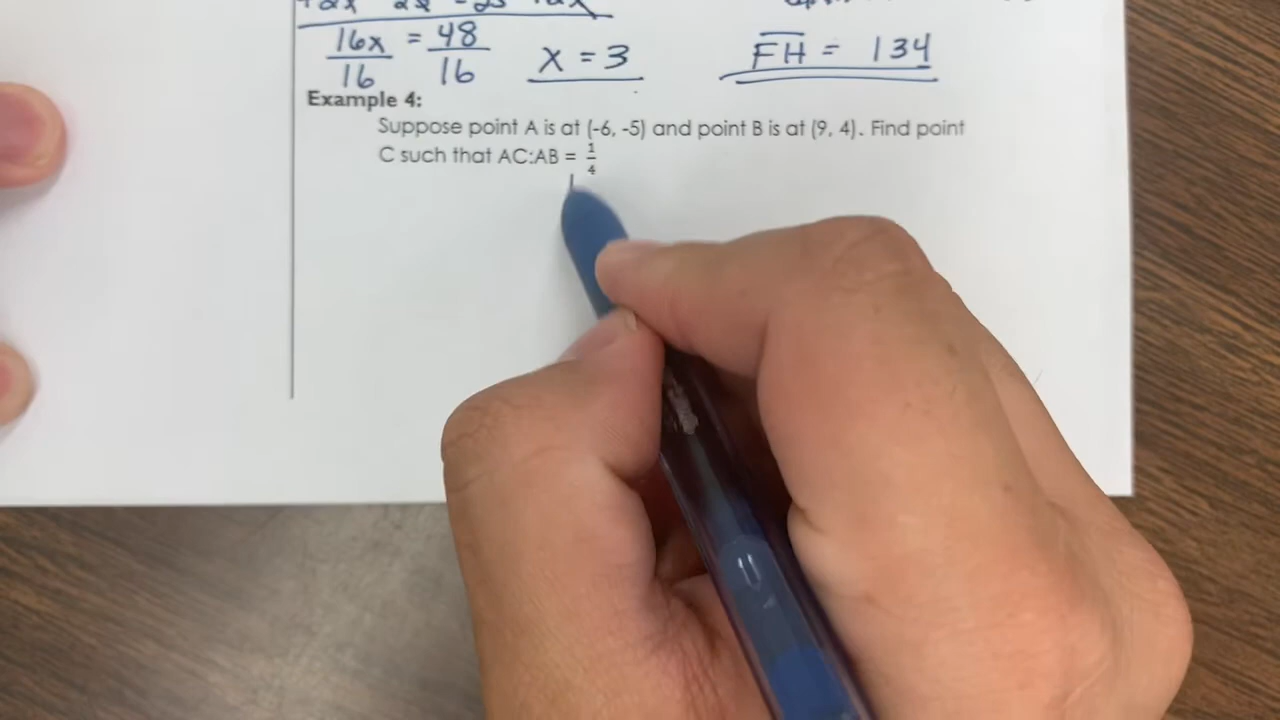 16x = 48
16 16
x = 3
FH = 134
Example 4:
Suppose point A is at (-6, -5) and point B is at (9, 4). Find point
C such that AC:AB = 1/4